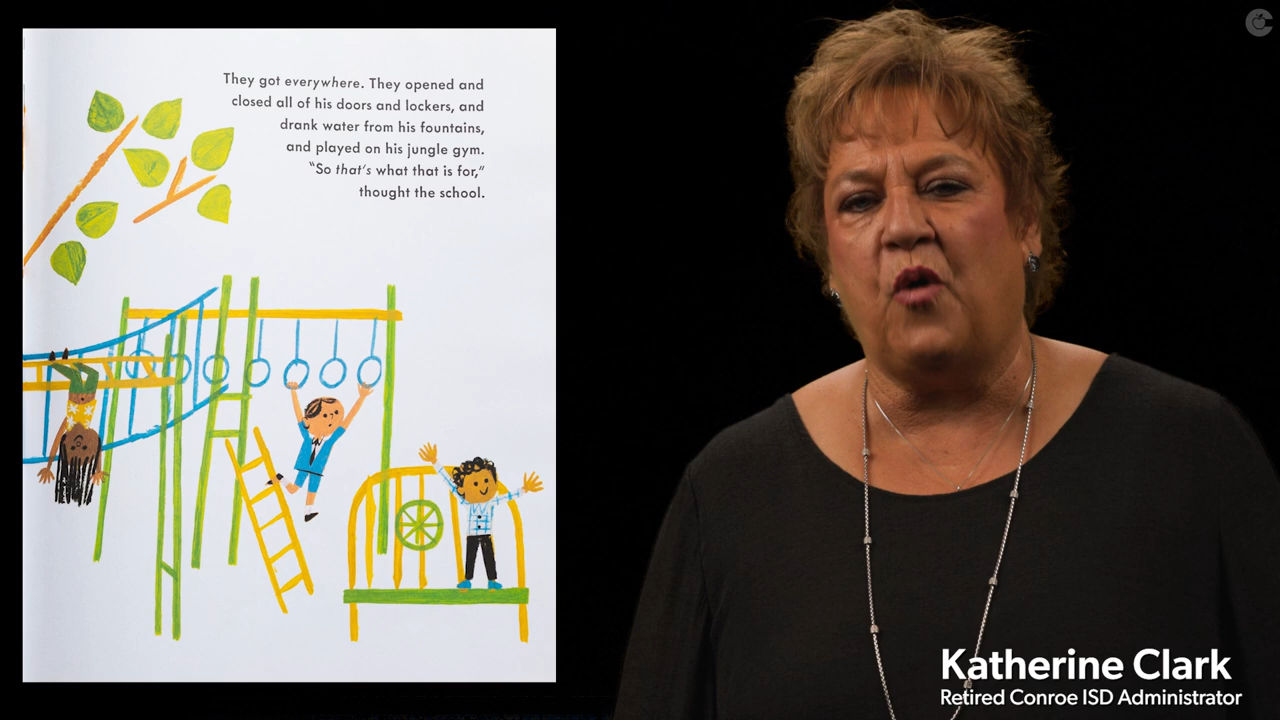 They got everywhere. They opened and
closed all of his doors and lockers, and
drank water from his fountains,
and played on his jungle gym.
“So that’s what that is for,”
thought the school.
Katherine Clark
Retired Conroe ISD Administrator